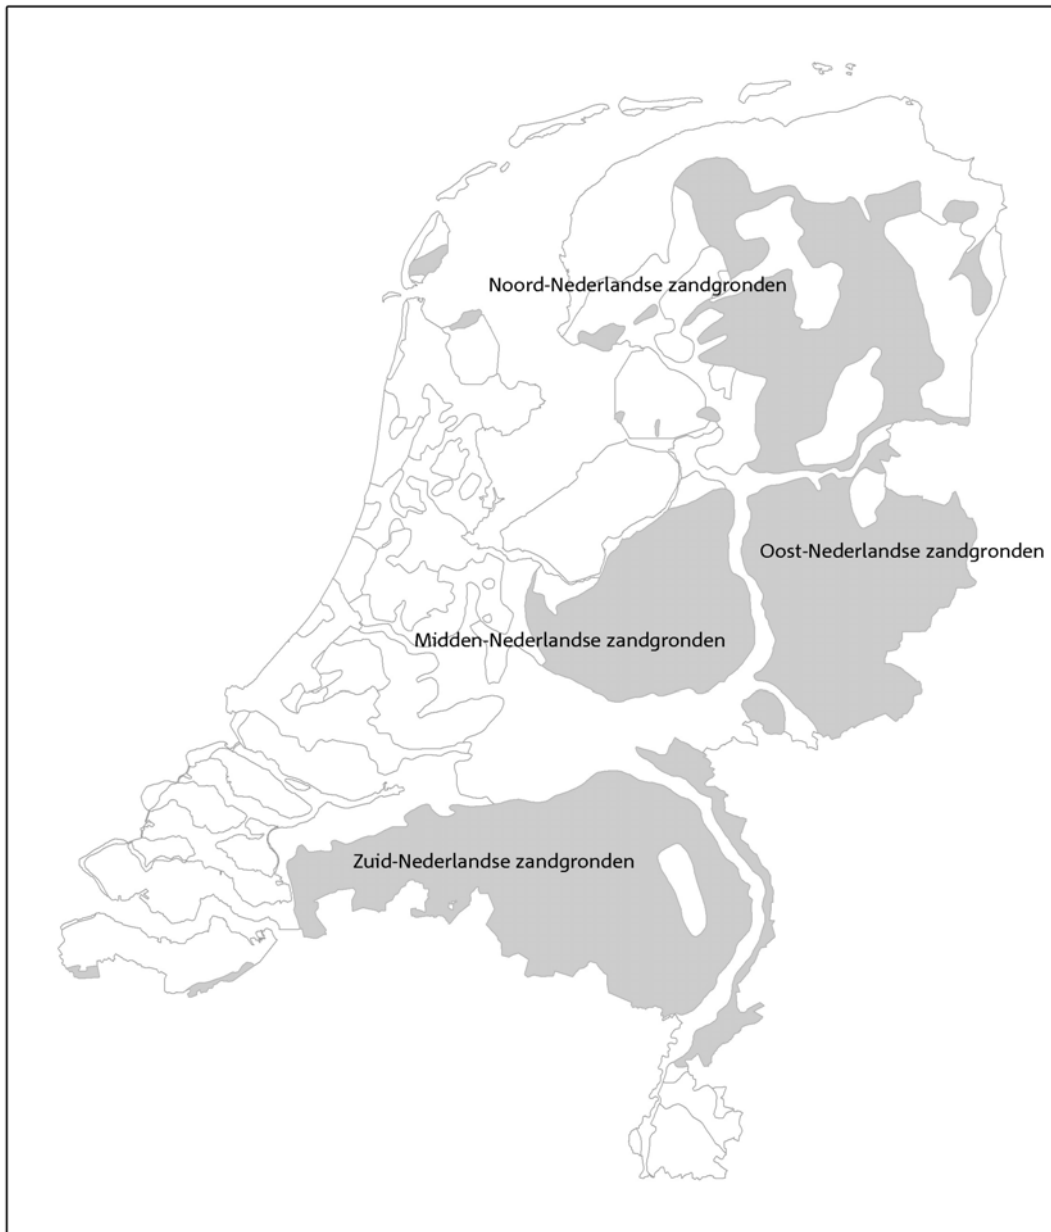 Noord-Nederlandse zandgronden
Oost-Nederlandse zandgronden
Midden-Nederlandse zandgronden
Zuid-Nederlandse zandgronden